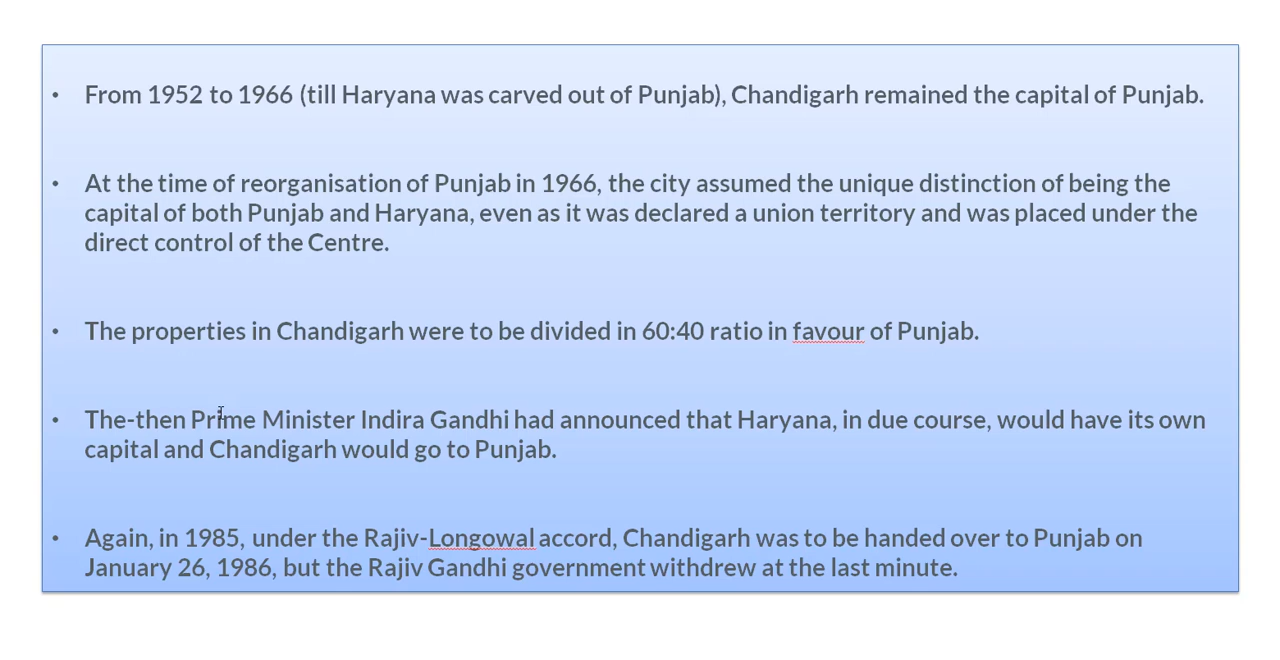 • From 1952 to 1966 (till Haryana was carved out of Punjab), Chandigarh remained the capital of Punjab.
• At the time of reorganisation of Punjab in 1966, the city assumed the unique distinction of being the
capital of both Punjab and Haryana, even as it was declared a union territory and was placed under the
direct control of the Centre.
• The properties in Chandigarh were to be divided in 60:40 ratio in favour of Punjab.
• The-then Prime Minister Indira Gandhi had announced that Haryana, in due course, would have its own
capital and Chandigarh would go to Punjab.
• Again, in 1985, under the Rajiv-Longowal accord, Chandigarh was to be handed over to Punjab on
January 26, 1986, but the Rajiv Gandhi government withdrew at the last minute.